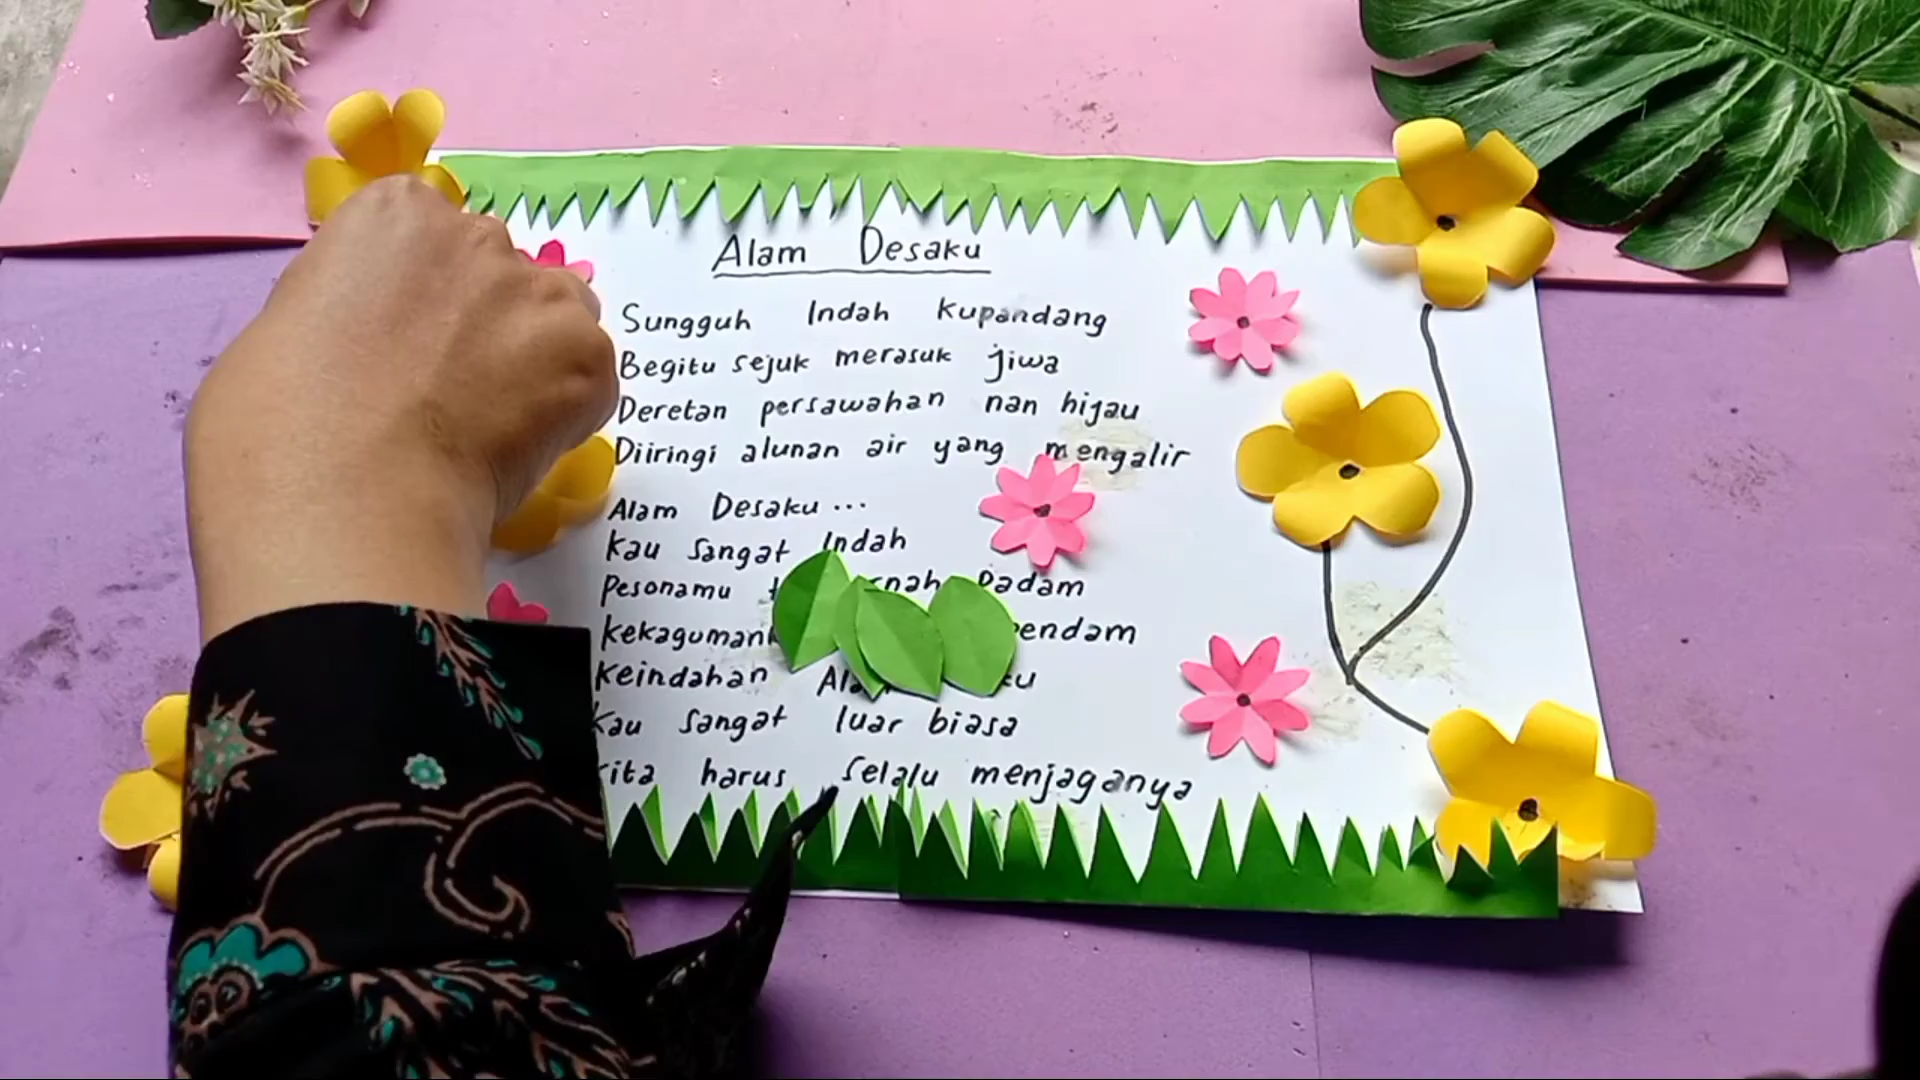 Alam Desaku
Sungguh Indah Kupandang
Begitu sejuk merasuk jiwa
Deretan persawahan nan hijau
Diiringi alunan air yang mengalir
Alam Desaku...
Kau Sangat Indah
Pesonamu Padam
Keindahan
Kau Sangat luar biasa
harus Selalu menjaganya